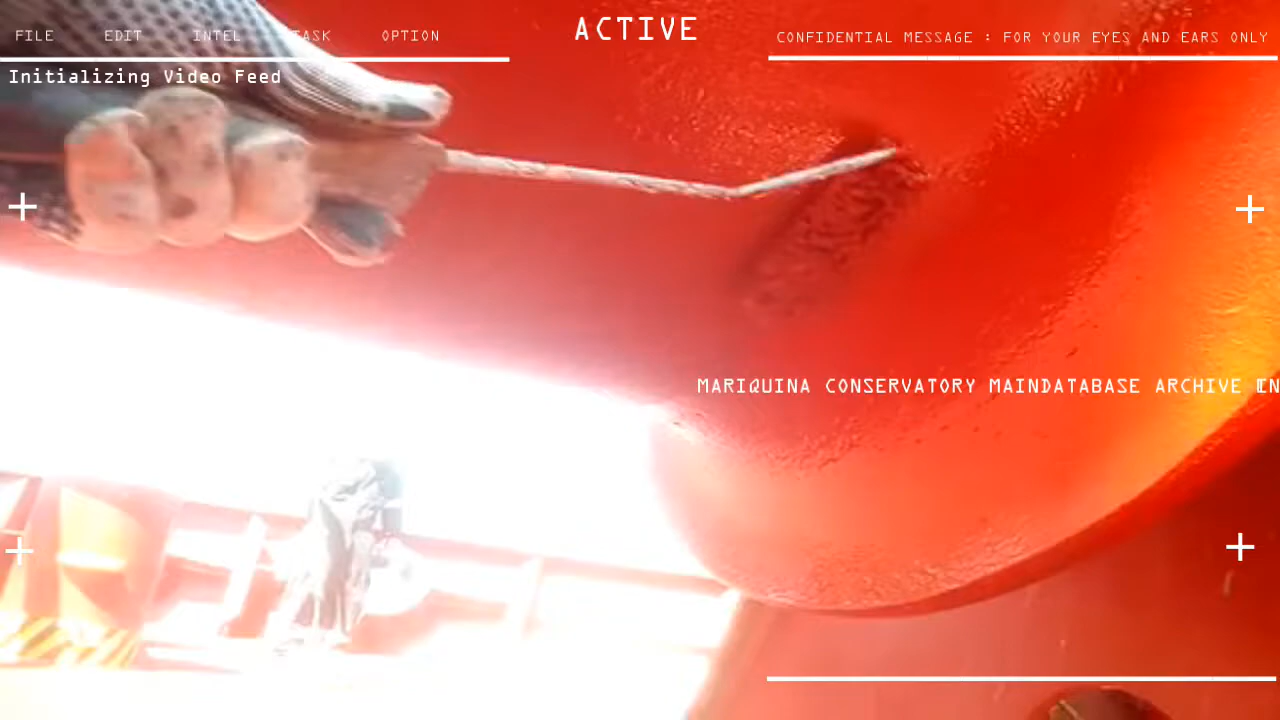 FILE EDIT INTEL TASK OPTION
ACTIVE
CONFIDENTIAL MESSAGE : FOR YOUR EYES AND EARS ONLY
Initializing Video Feed
MARIQUINA CONSERVATORY MAINDATABASE ARCHIVE